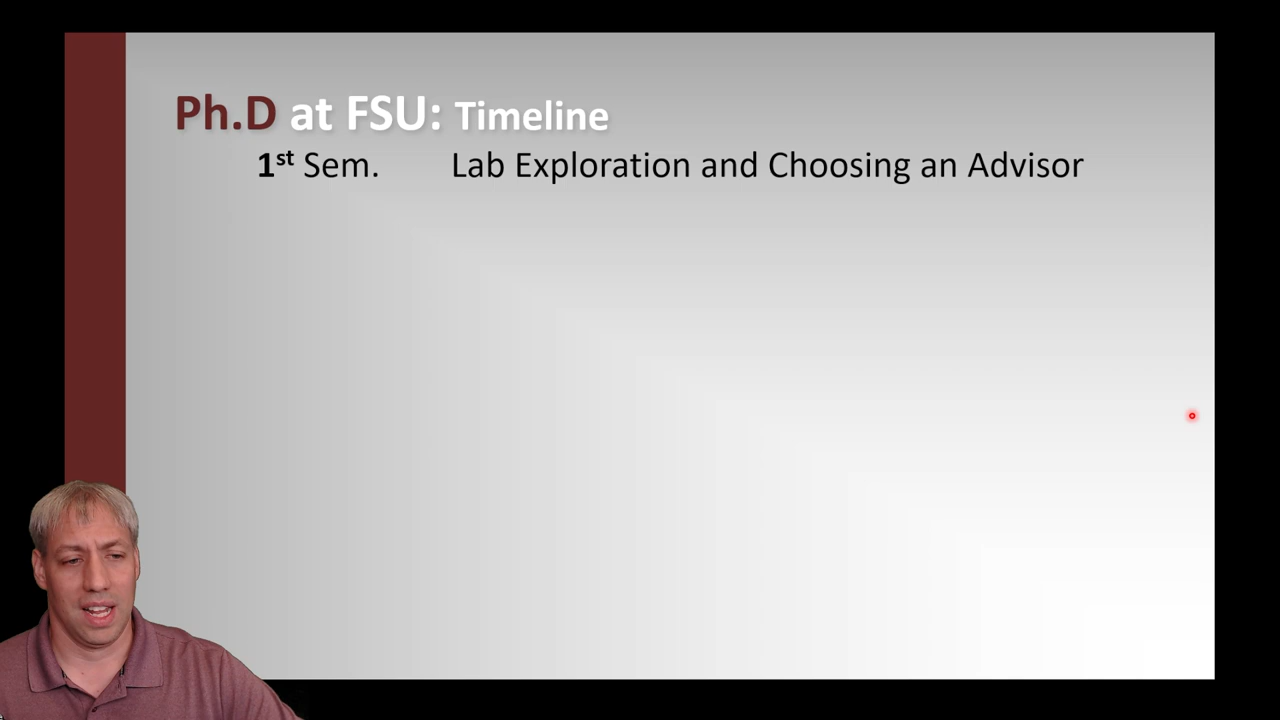 Ph.D at FSU: Timeline
1st Sem. Lab Exploration and Choosing an Advisor